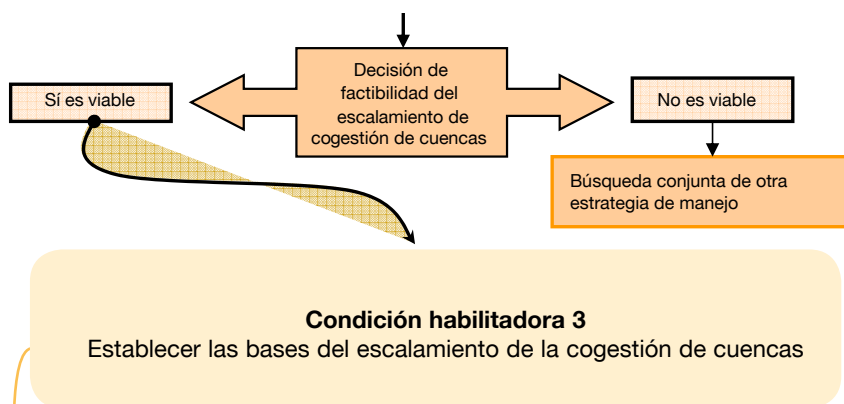 Decisión de
factibilidad del
escalamiento de
cogestión de cuencas
Sí es viable
No es viable
Búsqueda conjunta de otra
estrategia de manejo
Condición habilitadora 3
Establecer las bases del escalamiento de la cogestión de cuencas